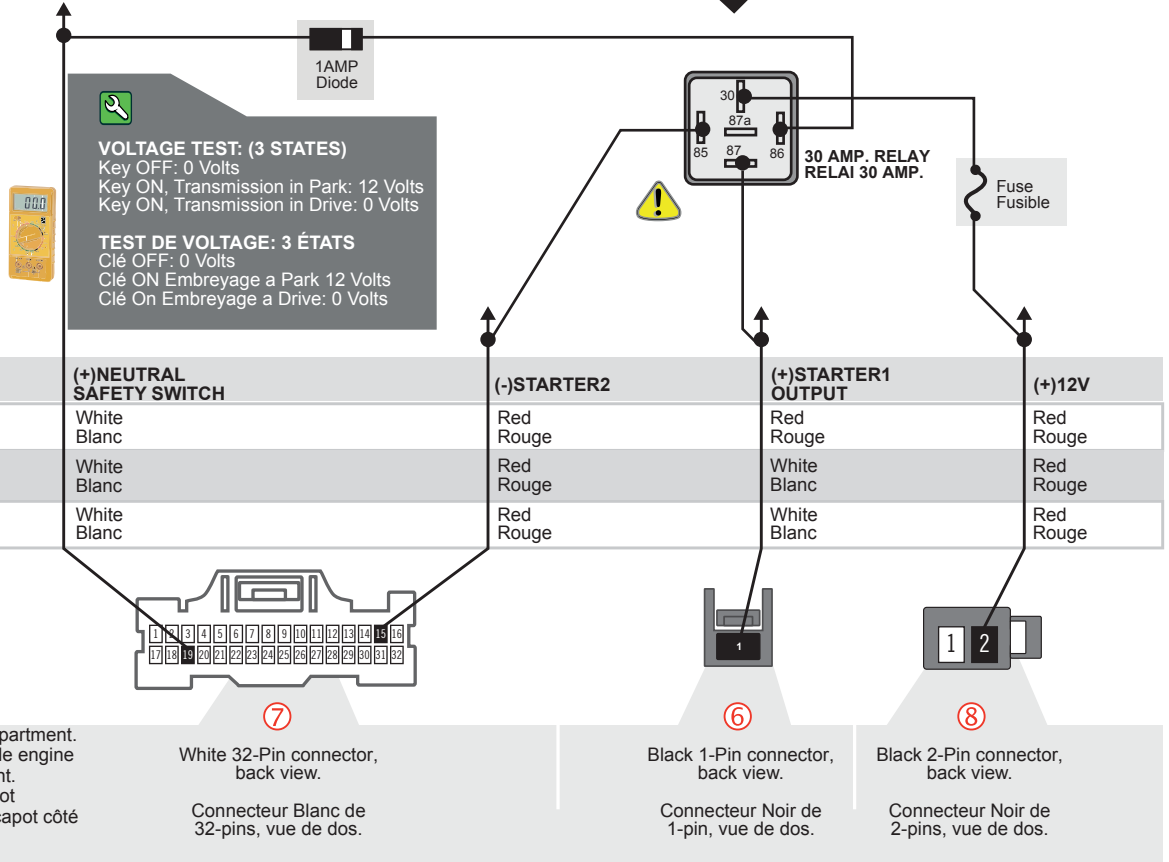 1AMP
Diode
VOLTAGE TEST: (3 STATES)
Key OFF: 0 Volts
Key ON, Transmission in Park: 12 Volts
Key ON, Transmission in Drive: 0 Volts
TEST DE VOLTAGE: 3 ÉTATS
Clé OFF: 0 Volts
Clé ON Embreyage a Park 12 Volts
Clé On Embreyage a Drive: 0 Volts
00.0
30
87a
85
87
86
30 AMP. RELAY
RELAI 30 AMP.
Fuse
Fusible
(+)NEUTRAL
SAFETY SWITCH
(-)STARTER2
(+)STARTER1
OUTPUT
(+)12V
White
Blanc
Red
Rouge
Red
Rouge
Red
Rouge
White
Blanc
Red
Rouge
White
Blanc
Red
Rouge
White
Blanc
Red
Rouge
White
Blanc
Red
Rouge
1 2 3 4 5 6 7 8 9 10 11 12 13 14 15 16
17 18 19 20 21 22 23 24 25 26 27 28 29 30 31 32
1
1 2
partment.
le engine
nt.
ot
capot côté
7
White 32-Pin connector,
back view.
Connecteur Blanc de
32-pins, vue de dos.
6
Black 1-Pin connector,
back view.
Connecteur Noir de
1-pin, vue de dos.
8
Black 2-Pin connector,
back view.
Connecteur Noir de
2-pins, vue de dos.